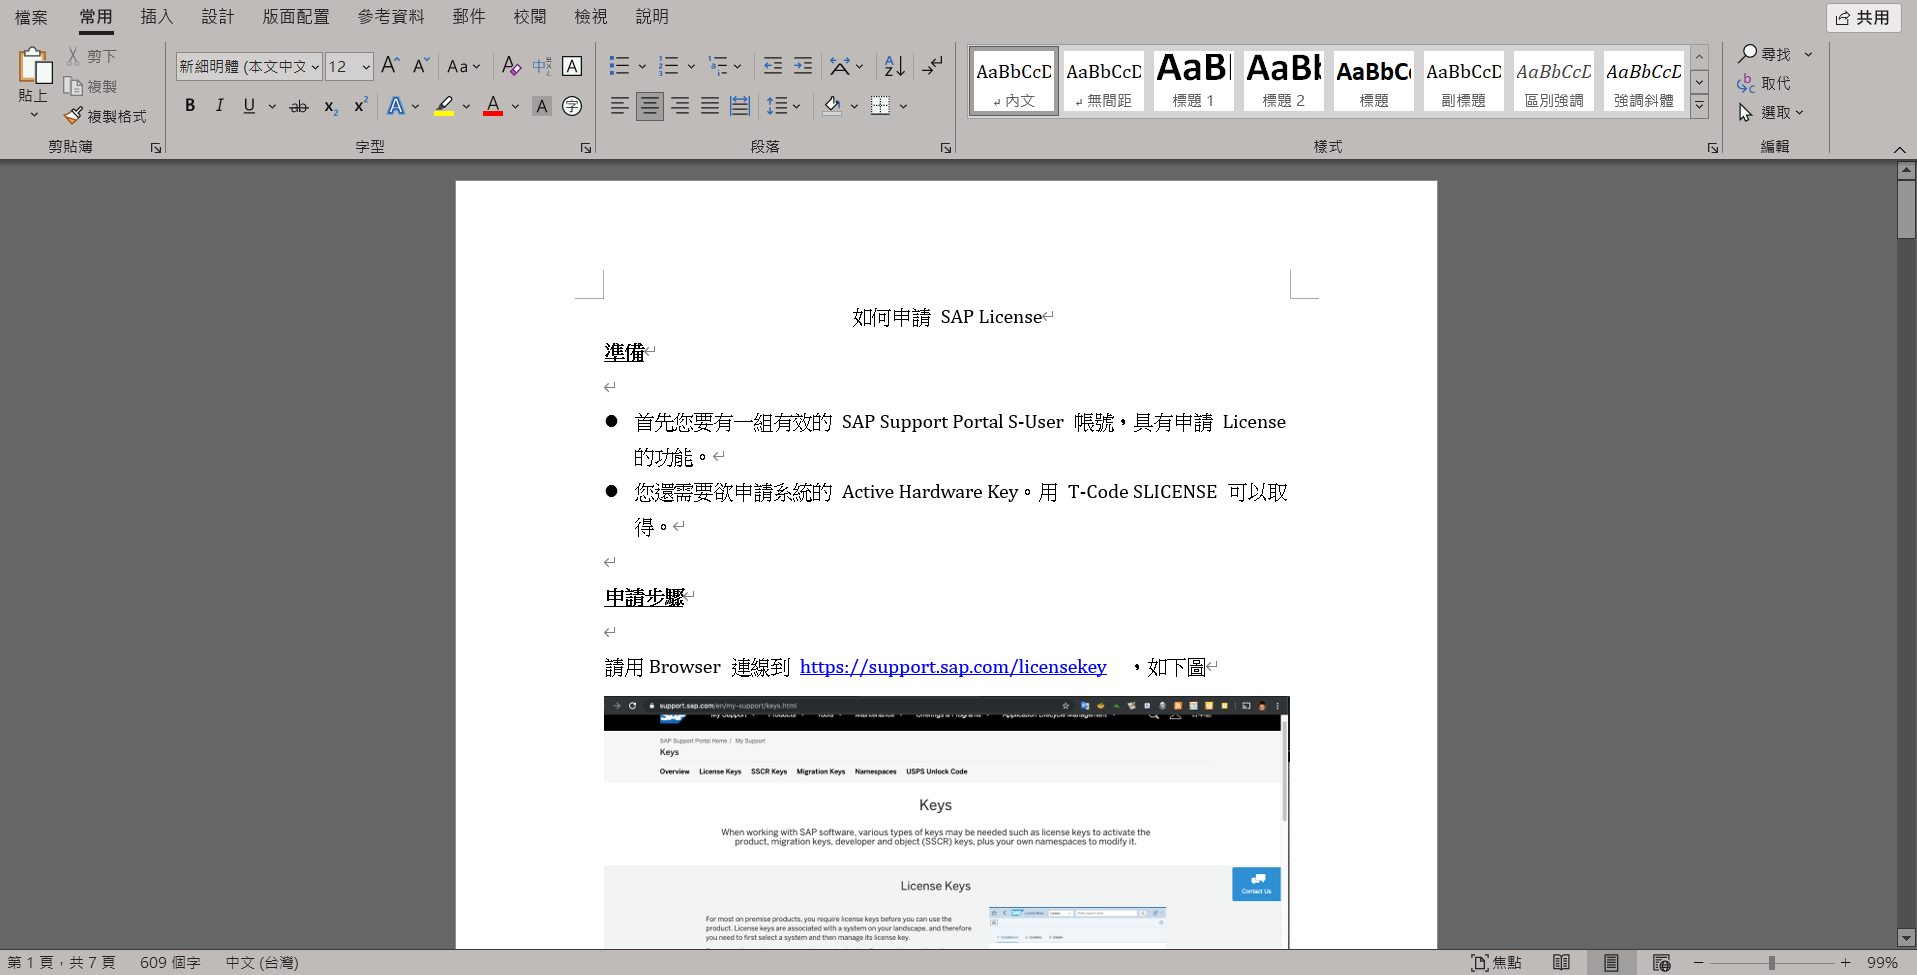 檔案 常用 插入 設計 版面配置 參考資料 郵件 校閱 檢視 說明 共用
貼上 剪下 複製 複製格式
剪貼簿
新細明體 (本文中文 12
字型
段落
AaBbCcD AaBbCcD AaB AaBb AaBbCc AaBbCcD AaBbCcD AaBbCcD
內文 無間距 標題 1 標題 2 標題 副標題 區別強調 強調斜體
樣式
尋找
取代
選取
編輯
如何申請 SAP License
準備
● 首先您要有一組有效的 SAP Support Portal S-User 帳號，具有申請 License
的功能。
● 您還需要欲申請系統的 Active Hardware Key。用 T-Code SLICENSE 可以取
得。
申請步驟
請用 Browser 連線到 https://support.sap.com/licensekey ，如下圖
support.sap.com/en/my-support/keys.html
SAP Support Portal Home / My Support
Keys
Overview License Keys SSCR Keys Migration Keys Namespaces USPS Unlock Code
Keys
When working with SAP software, various types of keys may be needed such as license keys to activate the
product, migration keys, developer and object (SSCR) keys, plus your own namespaces to modify it.
License Keys
Contact Us
For most on premise products, you require license keys before you can use the
product. License keys are associated with a system on your landscape, and therefore
you need to first select a system and then manage its license key.
第 1 頁，共 7 頁 609 個字 中文 (台灣) 焦點 99%